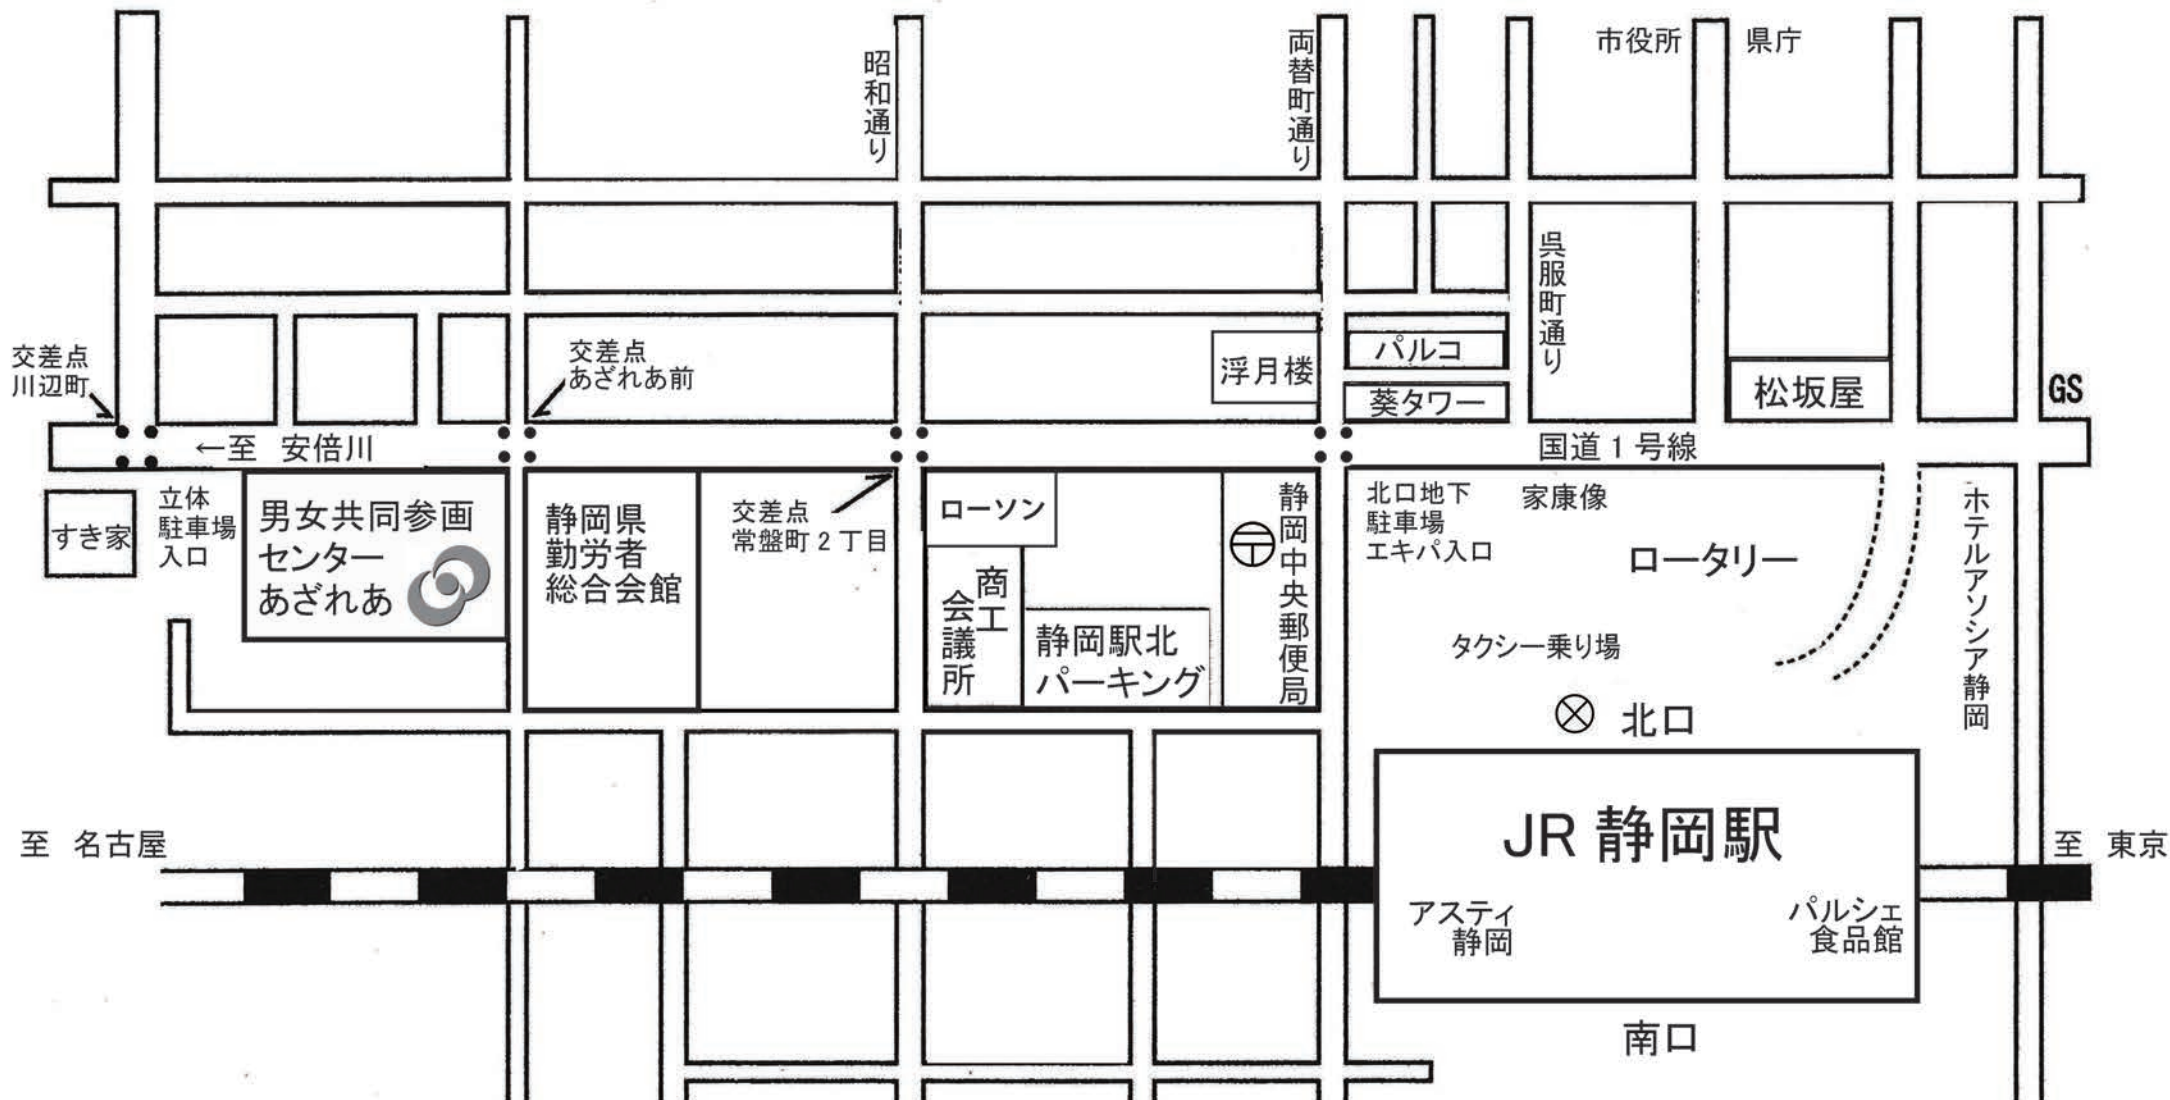 昭和通り
両替町通り
市役所
県庁
呉服町通り
交差点
川辺町
交差点
あざれあ前
浮月楼
パルコ
葵タワー
松坂屋
GS
←至 安倍川
国道1号線
すき家
立体
駐車場
入口
男女共同参画
センター
あざれあ
静岡県
勤労者
総合会館
交差点
常盤町2丁目
ローソン
商工
会議所
静岡駅北
パーキング
静岡中央郵便局
北口地下
駐車場
エキパ入口
家康像
ロータリー
タクシー乗り場
ホテルアソシア静岡
北口
JR 静岡駅
至 名古屋
至 東京
アスティ
静岡
パルシェ
食品館
南口